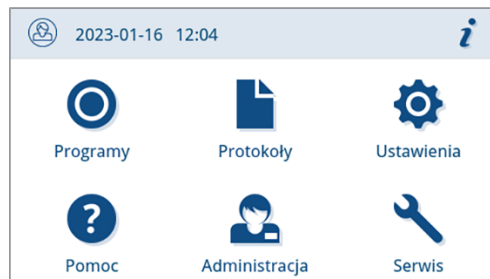 2023-01-16 12:04
Programy Protokoły Ustawienia
Pomoc Administracja Serwis